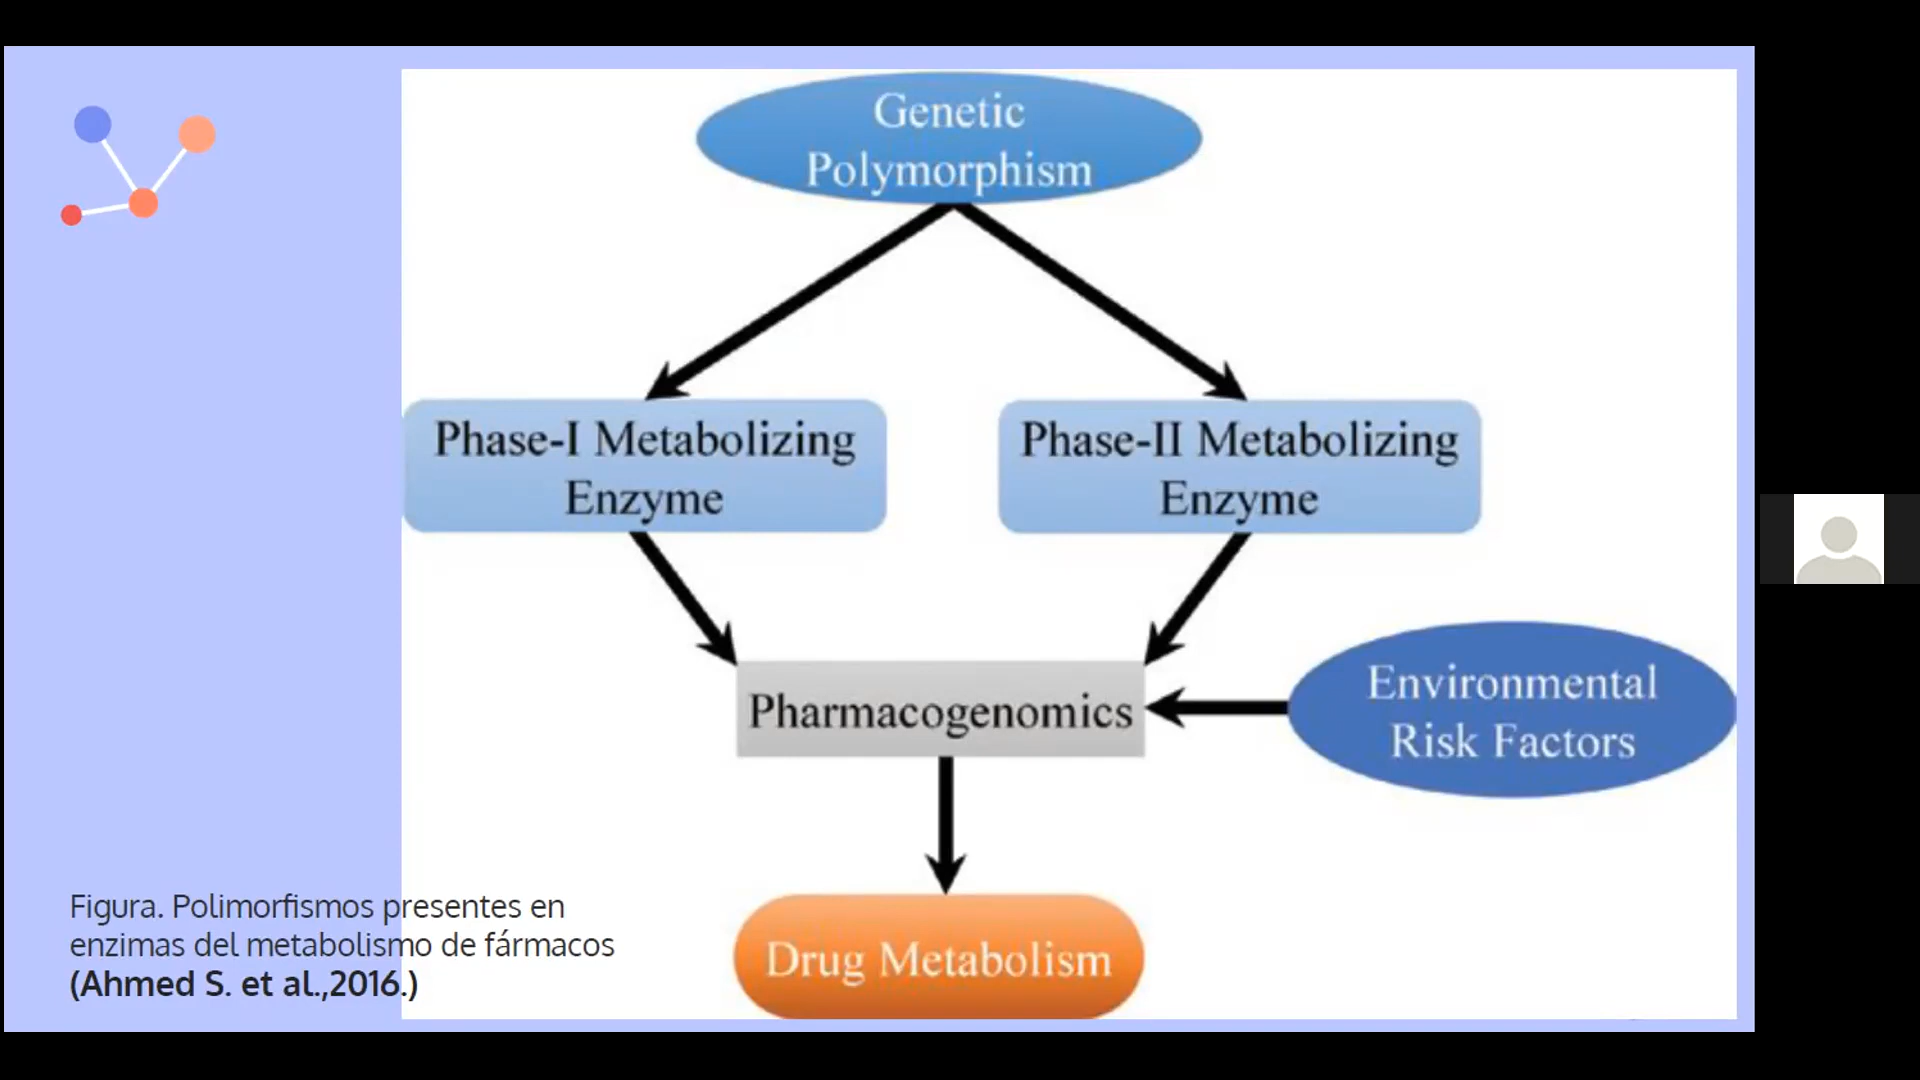 Genetic
Polymorphism
Phase-I Metabolizing
Enzyme
Phase-II Metabolizing
Enzyme
Pharmacogenomics
Environmental
Risk Factors
Drug Metabolism
Figura. Polimorfismos presentes en
enzimas del metabolismo de fármacos
(Ahmed S. et al.,2016.)